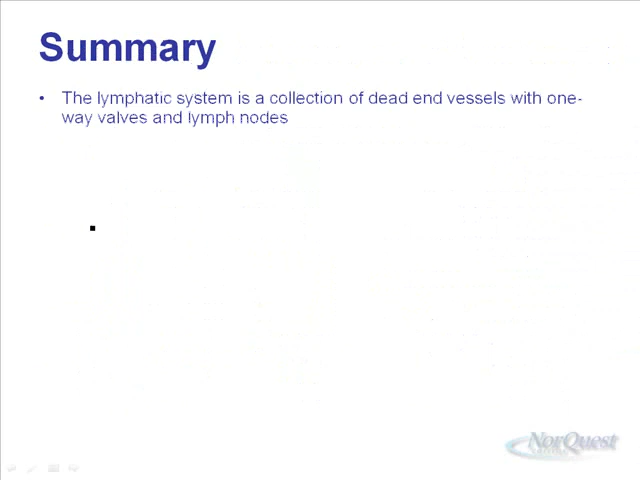 Summary
• The lymphatic system is a collection of dead end vessels with one-
way valves and lymph nodes
NorQuest